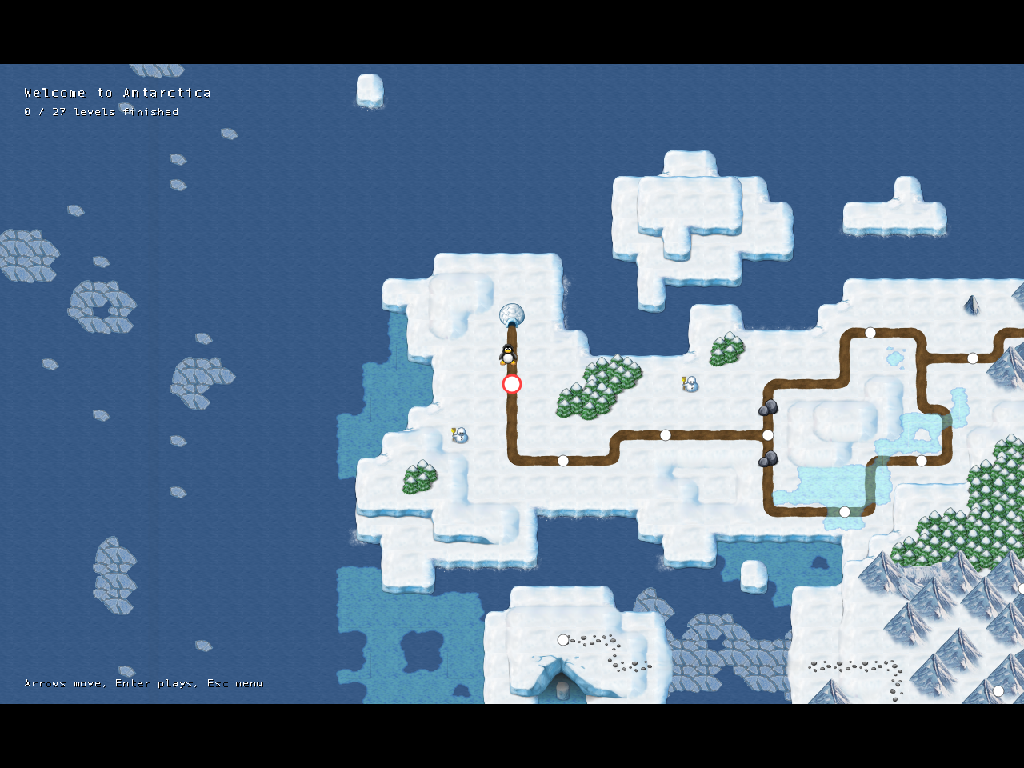 Welcome to Antarctica
0 / 27 levels finished
Arrows move, Enter plays, Esc menu